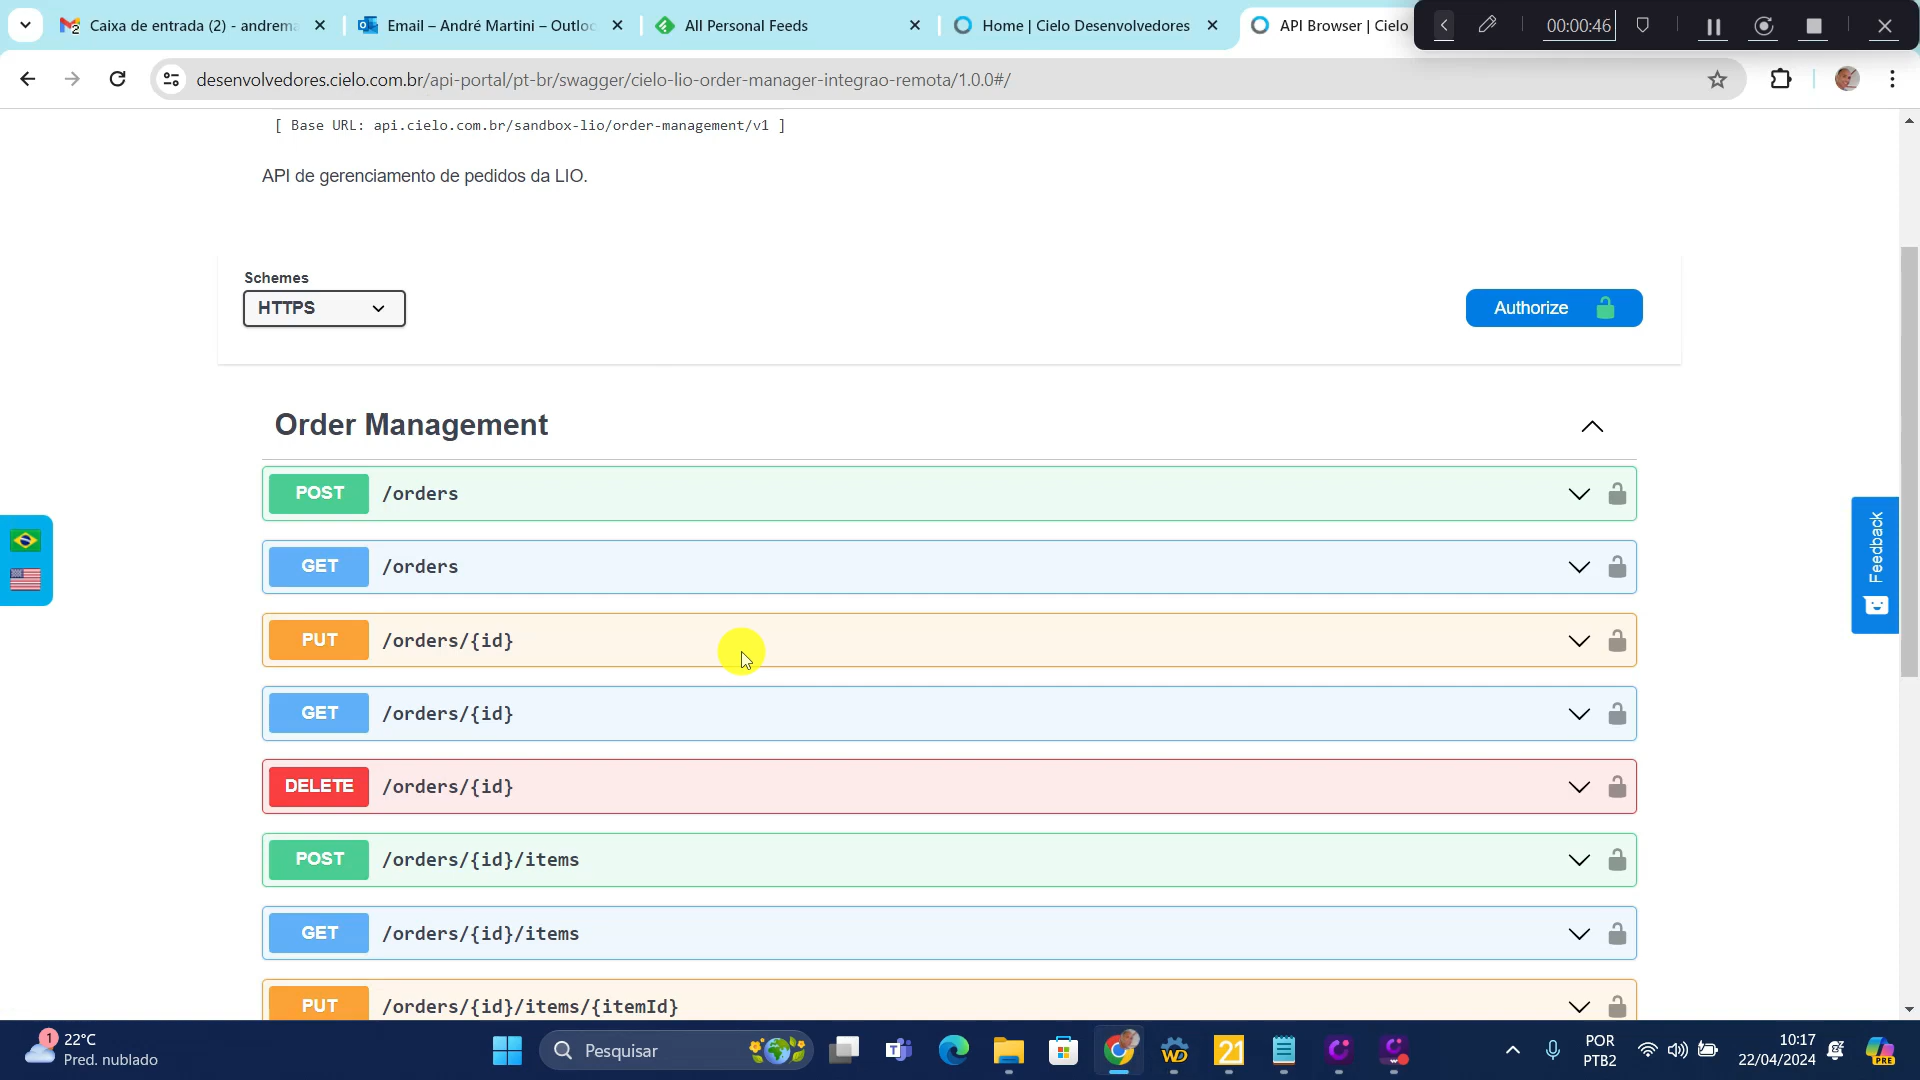 Caixa de entrada (2) - andrema
Email – André Martini – Outloo
All Personal Feeds
Home | Cielo Desenvolvedores
API Browser | Cielo
00:00:46
desenvolvedores.cielo.com.br/api-portal/pt-br/swagger/cielo-lio-order-manager-integrao-remota/1.0.0#/
[ Base URL: api.cielo.com.br/sandbox-lio/order-management/v1 ]
API de gerenciamento de pedidos da LIO.
Schemes
HTTPS
Authorize
Order Management
POST /orders
GET /orders
PUT /orders/{id}
GET /orders/{id}
DELETE /orders/{id}
POST /orders/{id}/items
GET /orders/{id}/items
PUT /orders/{id}/items/{itemId}
Feedback
1
22°C
Pred. nublado
Pesquisar
WD
21
POR
PTB2
10:17
22/04/2024
PRE